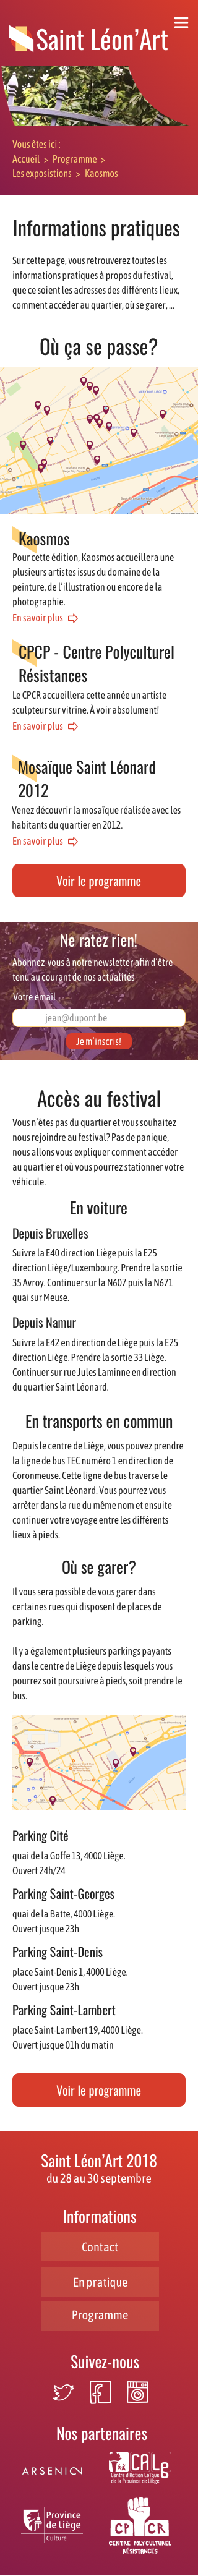 Saint Léon’Art
Vous êtes ici :
Accueil > Programme >
Les exposistions > Kaosmos
Informations pratiques
Sur cette page, vous retrouverez toutes les
informations pratiques à propos du festival,
que ce soient les adresses des différents lieux,
comment accéder au quartier, où se garer, ...
Où ça se passe?
Kaosmos
Pour cette édition, Kaosmos accueillera une
plusieurs artistes issus du domaine de la
peinture, de l’illustration ou encore de la
photographie.
En savoir plus
CPCP - Centre Polyculturel
Résistances
Le CPCR accueillera cette année un artiste
sculpteur sur vitrine. À voir absolument!
En savoir plus
Mosaïque Saint Léonard
2012
Venez découvrir la mosaïque réalisée avec les
habitants du quartier en 2012.
En savoir plus
Voir le programme
Ne ratez rien!
Abonnez-vous à notre newsletter afin d’être
tenu au courant de nos actualités
Votre email
jean@dupont.be
Je m’inscris!
Accès au festival
Vous n’êtes pas du quartier et vous souhaitez
nous rejoindre au festival? Pas de panique,
nous allons vous expliquer comment accéder
au quartier et où vous pourrez stationner votre
véhicule.
En voiture
Depuis Bruxelles
Suivre la E40 direction Liège puis la E25
direction Liège/Luxembourg. Prendre la sortie
35 Avroy. Continuer sur la N607 puis la N671
quai sur Meuse.
Depuis Namur
Suivre la E42 en direction de Liège puis la E25
direction Liège. Prendre la sortie 33 Liège.
Continuer sur rue Jules Laminne en direction
du quartier Saint Léonard.
En transports en commun
Depuis le centre de Liège, vous pouvez prendre
la ligne de bus TEC numéro 1 en direction de
Coronmeuse. Cette ligne de bus traverse le
quartier Saint Léonard. Vous pourrez vous
arrêter dans la rue du même nom et ensuite
continuer votre voyage entre les différents
lieux à pieds.
Où se garer?
Il vous sera possible de vous garer dans
certaines rues qui disposent de places de
parking.
Il y a également plusieurs parkings payants
dans le centre de Liège depuis lesquels vous
pourrez soit poursuivre à pieds, soit prendre le
bus.
Parking Cité
quai de la Goffe 13, 4000 Liège.
Ouvert 24h/24
Parking Saint-Georges
quai de la Batte, 4000 Liège.
Ouvert jusque 23h
Parking Saint-Denis
place Saint-Denis 1, 4000 Liège.
Ouvert jusque 23h
Parking Saint-Lambert
place Saint-Lambert 19, 4000 Liège.
Ouvert jusque 01h du matin
Voir le programme
Saint Léon’Art 2018
du 28 au 30 septembre
Informations
Contact
En pratique
Programme
Suivez-nous
Nos partenaires
ARSENIC
CALg
Centre d'Action Laïque
de la Province de Liège
Province
de Liège
Culture
CPCR
CENTRE POLYCULTUREL
RÉSISTANCES